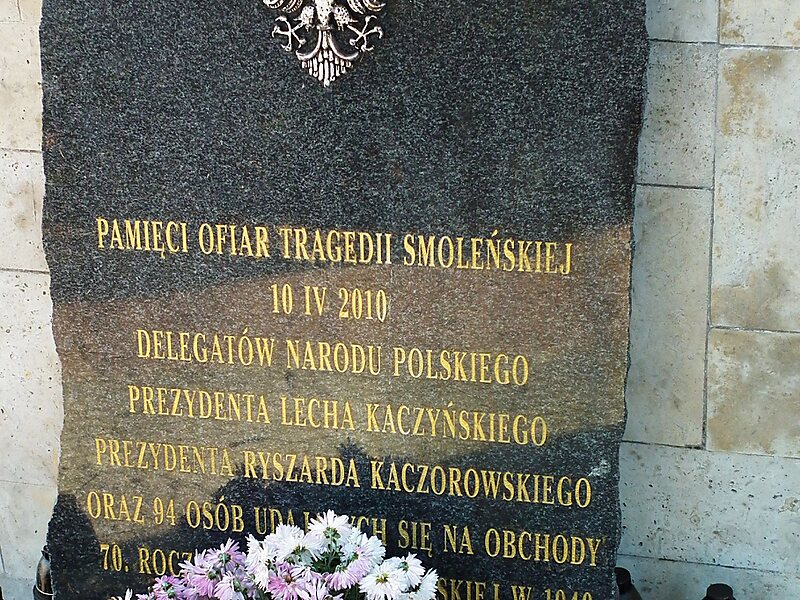 PAMIĘCI OFIAR TRAGEDII SMOLEŃSKIEJ
10 IV 2010
DELEGATÓW NARODU POLSKIEGO
PREZYDENTA LECHA KACZYŃSKIEGO
PREZYDENTA RYSZARDA KACZOROWSKIEGO
ORAZ 94 OSÓB SIĘ NA OBCHODY
70. W 1940